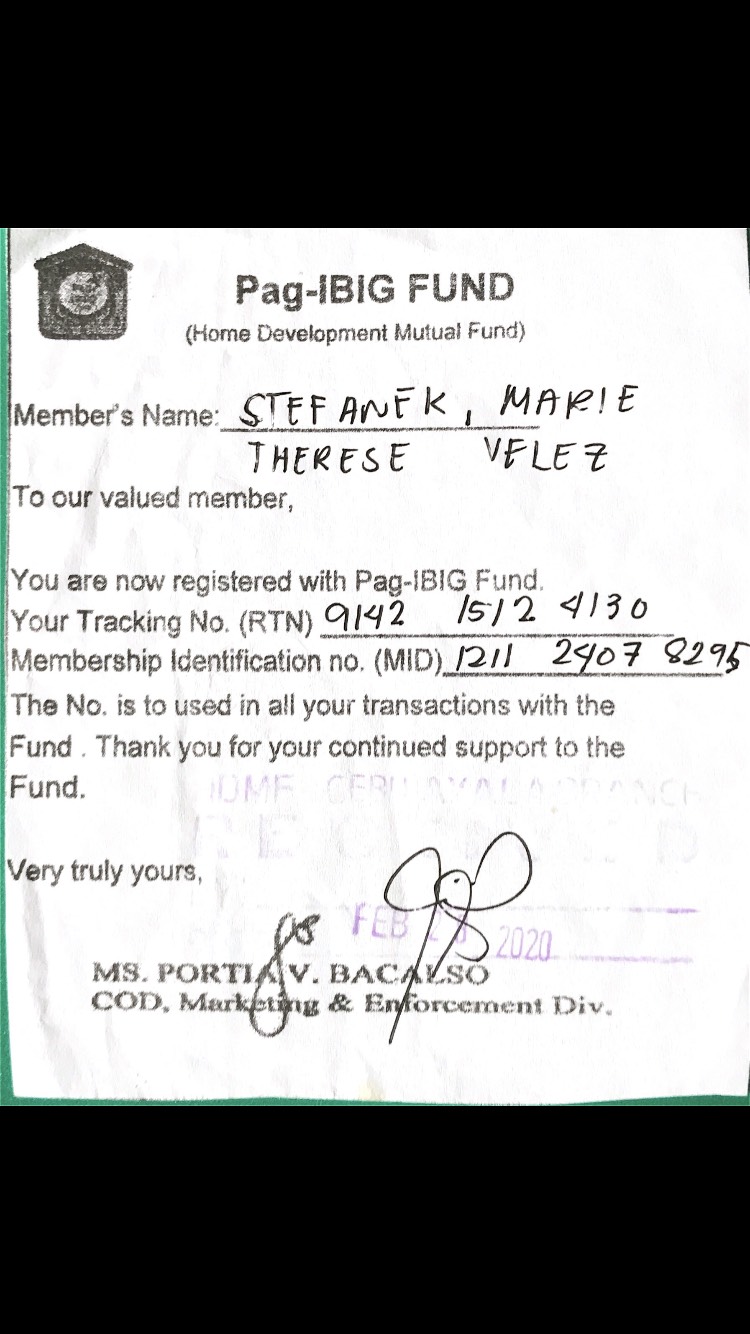 Pag-IBIG FUND
(Home Development Mutual Fund)
Member's Name: STEFANEK, MARIE
THERESE VELEZ
To our valued member,
You are now registered with Pag-IBIG Fund.
Your Tracking No. (RTN) 9142 1512 4130
Membership Identification no. (MID) 1211 2407 8295
The No. is to used in all your transactions with the
Fund . Thank you for your continued support to the
Fund.
CEBU AYALA BRANCH
Very truly yours,
FEB 2020
MS. PORTIA V. BACALSO
COD, Marketing & Enforcement Div.